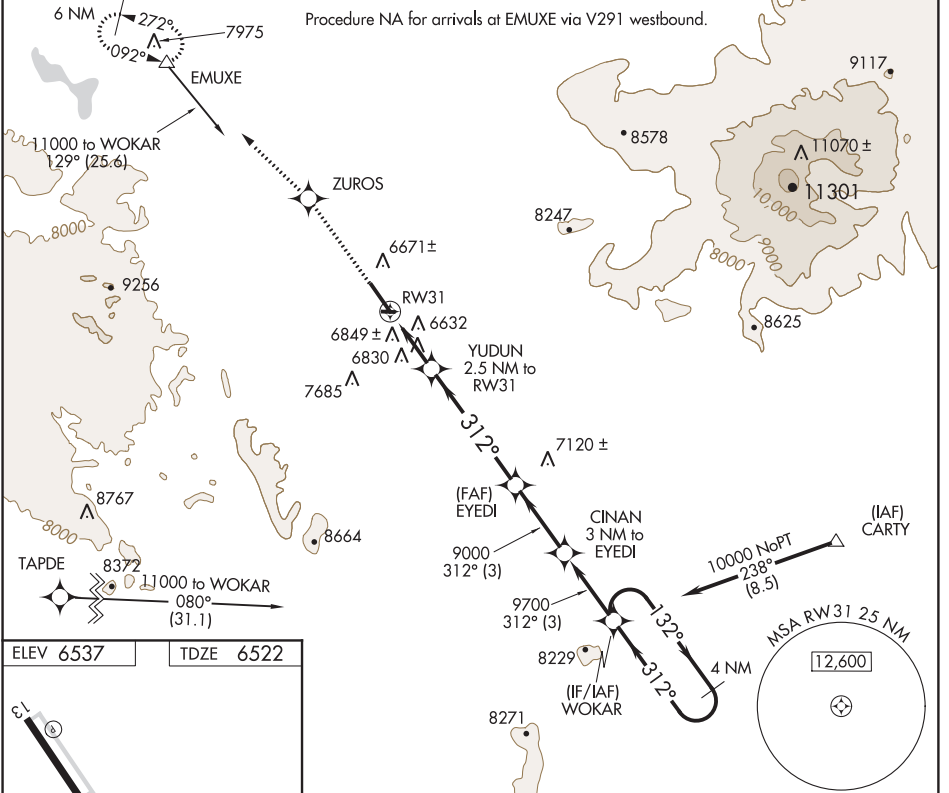 6 NM
272°
092°
7975
Procedure NA for arrivals at EMUXE via V291 westbound.
EMUXE
9117
8578
11070 ±
11301
10,000
9000
8000
8625
8247
11000 to WOKAR
129° (25.6)
ZUROS
8000
9256
6671 ±
RW31
6849 ±
6632
6830
7685
YUDUN
2.5 NM to
RW31
312°
7120 ±
(FAF)
EYEDI
CINAN
3 NM to
EYEDI
9000
312° (3)
(IAF)
CARTY
10000 NoPT
238°
(8.5)
8767
8000
8664
TAPDE
8372
11000 to WOKAR
080°
(31.1)
9700
312° (3)
132°
312°
4 NM
8229
(IF/IAF)
WOKAR
8271
MSA RW31 25 NM
12,600
ELEV 6537
TDZE 6522
13
P